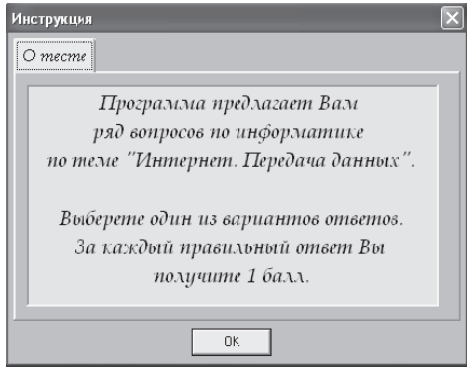 Инструкция
О тесте
Программа предлагает Вам
ряд вопросов по информатике
по теме "Интернет. Передача данных".
Выберете один из вариантов ответов.
За каждый правильный ответ Вы
получите 1 балл.
OK